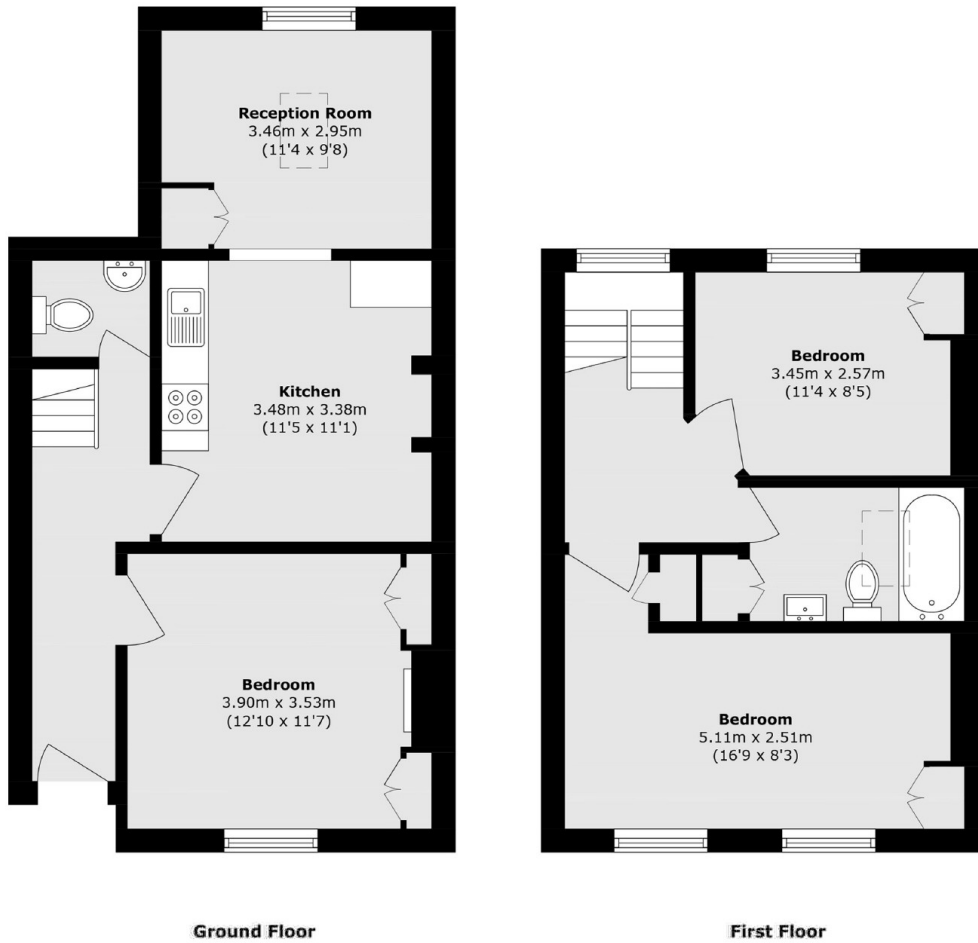 Reception Room
3.46m x 2.95m
(11'4 x 9'8)
Kitchen
3.48m x 3.38m
(11'5 x 11'1)
Bedroom
3.90m x 3.53m
(12'10 x 11'7)
Ground Floor
Bedroom
3.45m x 2.57m
(11'4 x 8'5)
Bedroom
5.11m x 2.51m
(16'9 x 8'3)
First Floor